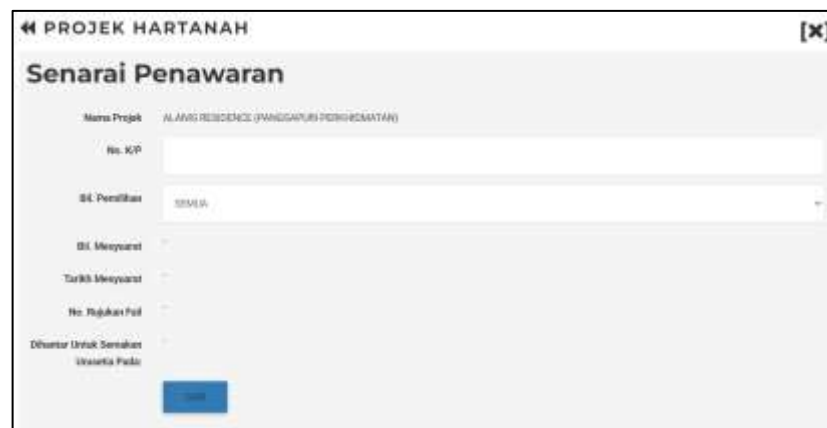 PROJEK HARTANAH
[x]
Senarai Penawaran
Nama Projek
No. K/P
Bil. Pemilihan SEMUA
Bil. Mesyuarat -
Tarikh Mesyuarat -
No. Rujukan Fail -
Dihantar Untuk Semakan -
Urusetia Pada: